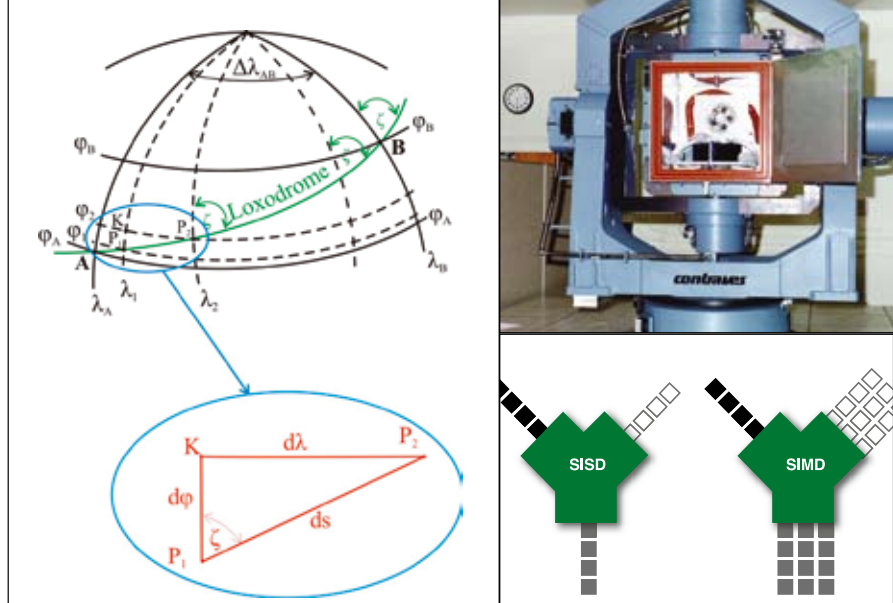 Δλ_AB
φ_B
φ_B
B
ζ
ζ
ζ
Loxodrome
φ_2
K
P_2
φ_A
φ_1
P
φ_A
A
λ_A
λ_1
λ_2
λ_B
K
dλ
P_2
dφ
ζ
ds
P_1
contraves
SISD
SIMD